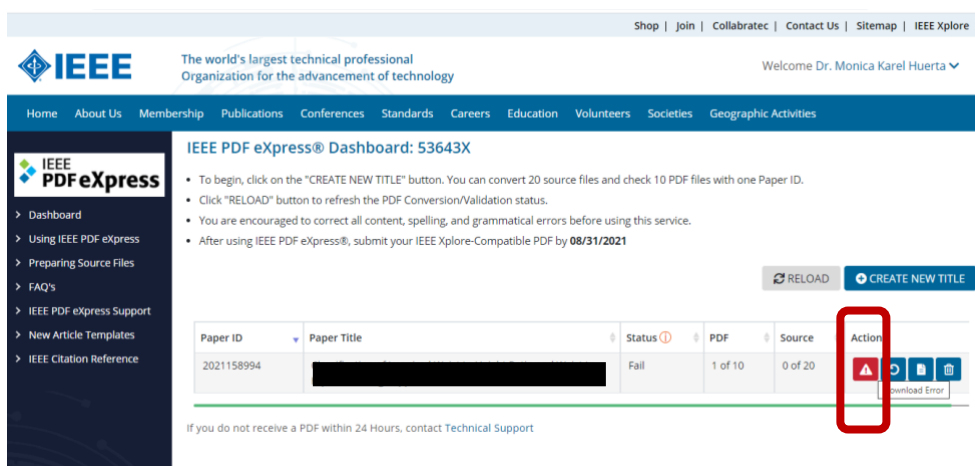 Shop | Join | Collabratec | Contact Us | Sitemap | IEEE Xplore
IEEE
The world's largest technical professional
Organization for the advancement of technology
Welcome Dr. Monica Karel Huerta
Home About Us Membership Publications Conferences Standards Careers Education Volunteers Societies Geographic Activities
IEEE
PDF eXpress
> Dashboard
> Using IEEE PDF eXpress
> Preparing Source Files
> FAQ's
> IEEE PDF eXpress Support
> New Article Templates
> IEEE Citation Reference
IEEE PDF eXpress® Dashboard: 53643X
• To begin, click on the "CREATE NEW TITLE" button. You can convert 20 source files and check 10 PDF files with one Paper ID.
• Click "RELOAD" button to refresh the PDF Conversion/Validation status.
• You are encouraged to correct all content, spelling, and grammatical errors before using this service.
• After using IEEE PDF eXpress®, submit your IEEE Xplore-Compatible PDF by 08/31/2021
RELOAD CREATE NEW TITLE
Paper ID Paper Title Status PDF Source Action
2021158994 Fail 1 of 10 0 of 20
Download Error
If you do not receive a PDF within 24 Hours, contact Technical Support